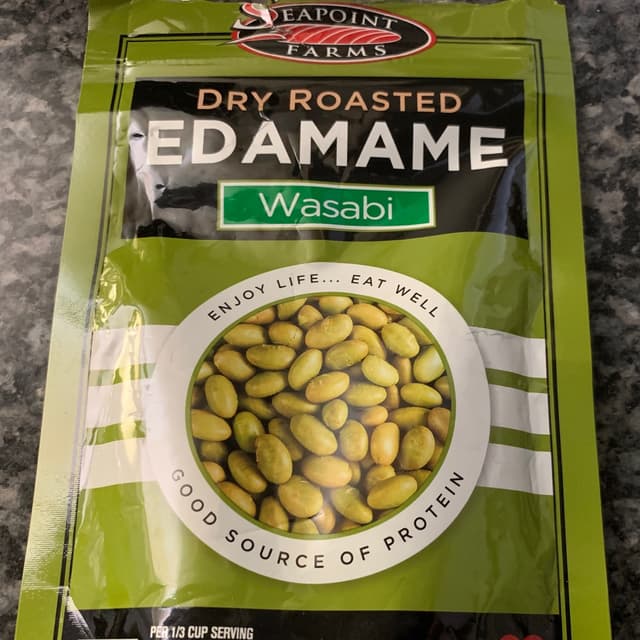 SEAPOINT
FARMS
DRY ROASTED
EDAMAME
Wasabi
ENJOY LIFE... EAT WELL
GOOD SOURCE OF PROTEIN
PER 1/3 CUP SERVING